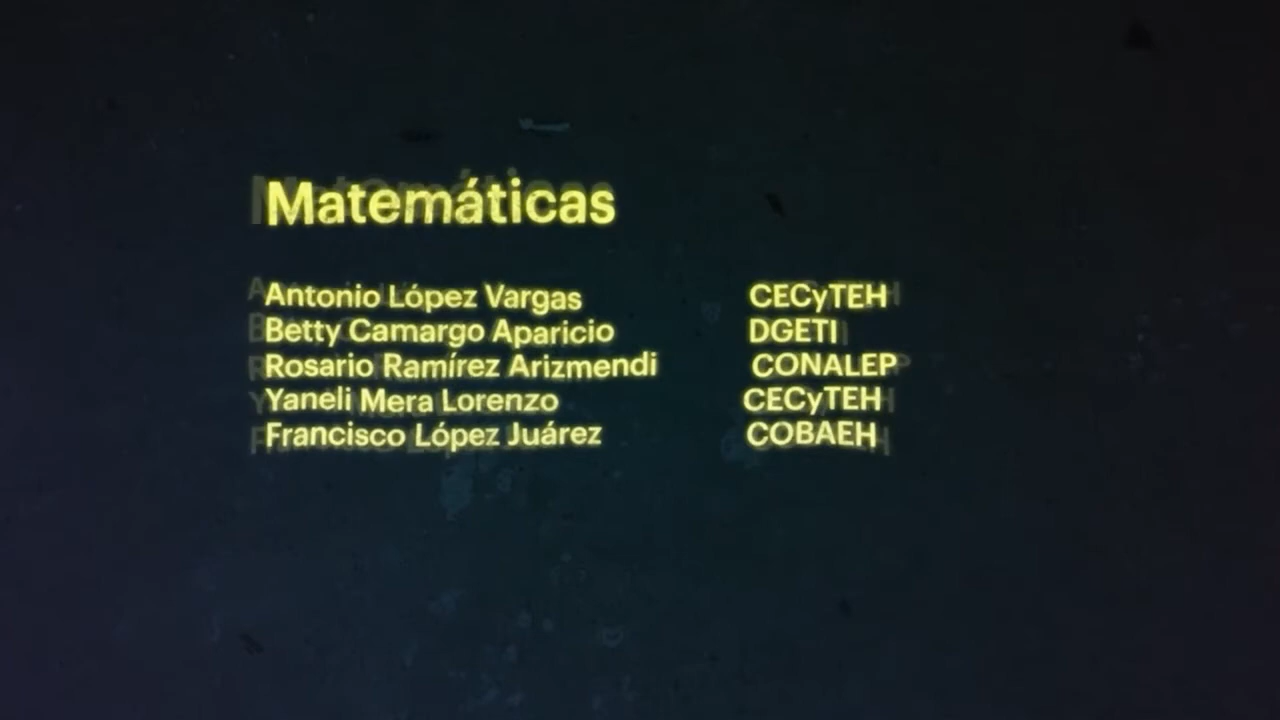 Matemáticas
Antonio López Vargas CECyTEH
Betty Camargo Aparicio DGETI
Rosario Ramírez Arizmendi CONALEP
Yaneli Mera Lorenzo CECyTEH
Francisco López Juárez COBAEH